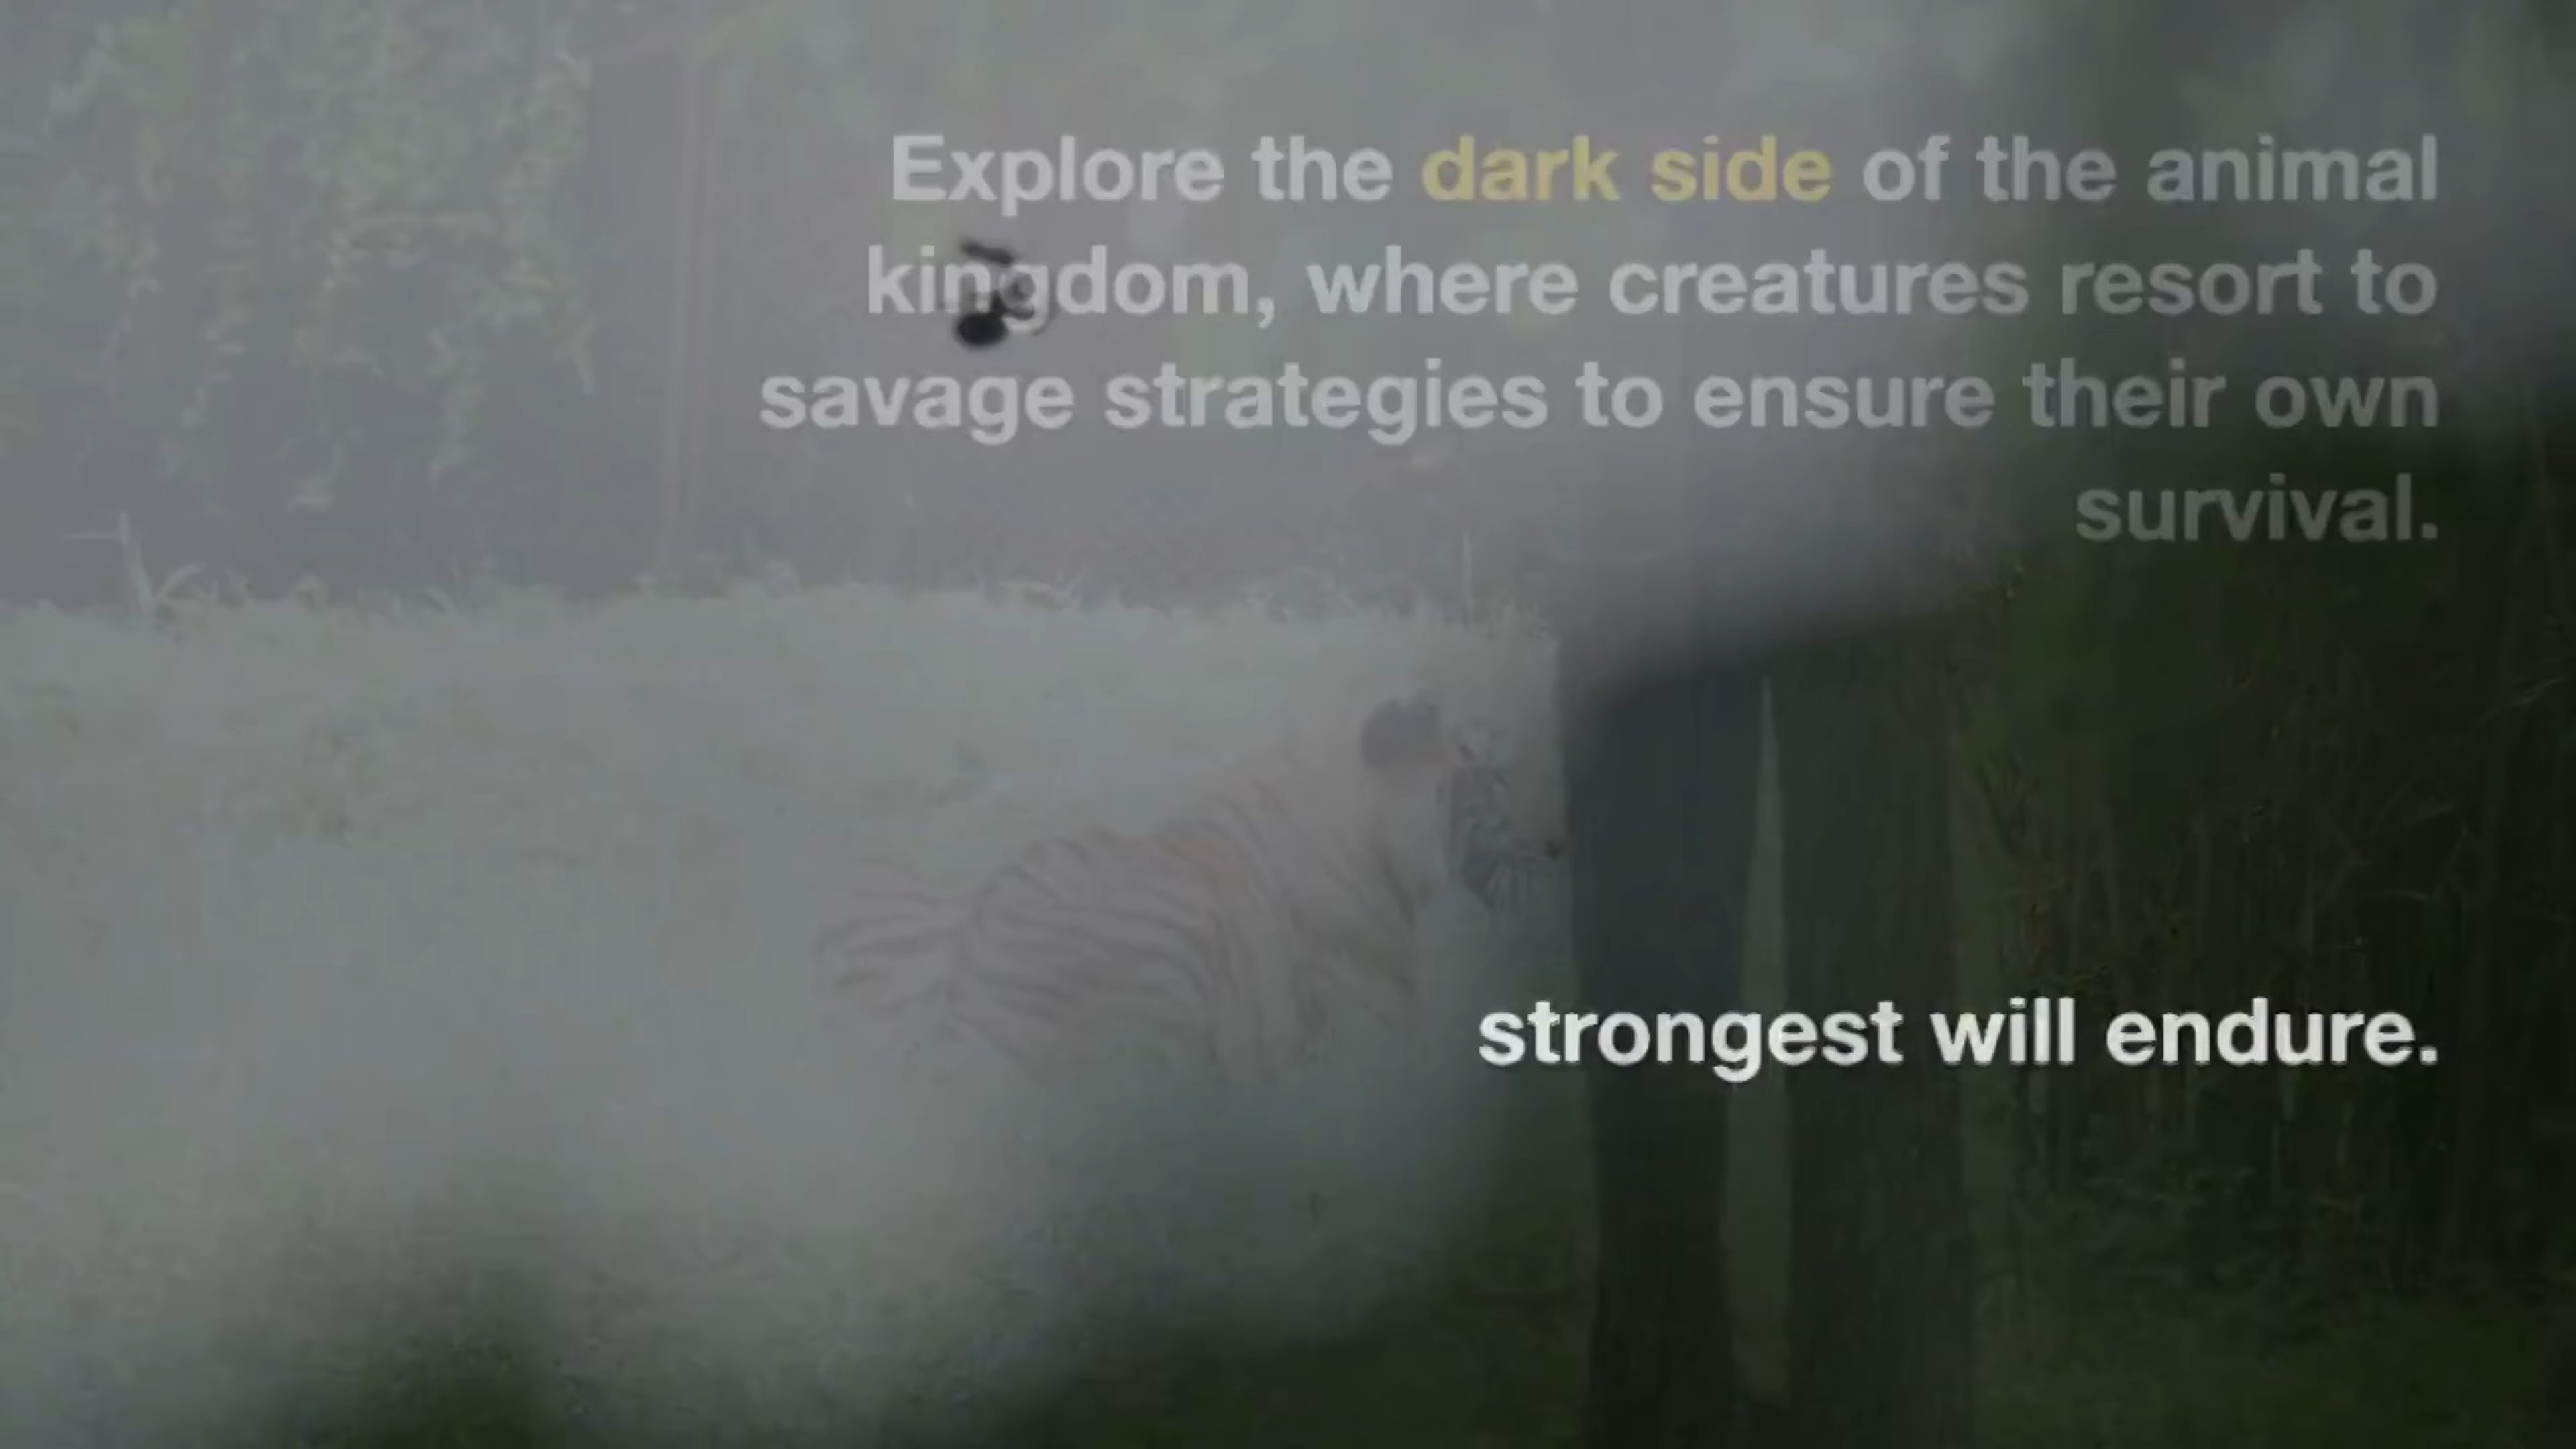 Explore the dark side of the animal
kingdom, where creatures resort to
savage strategies to ensure their own
survival.
strongest will endure.